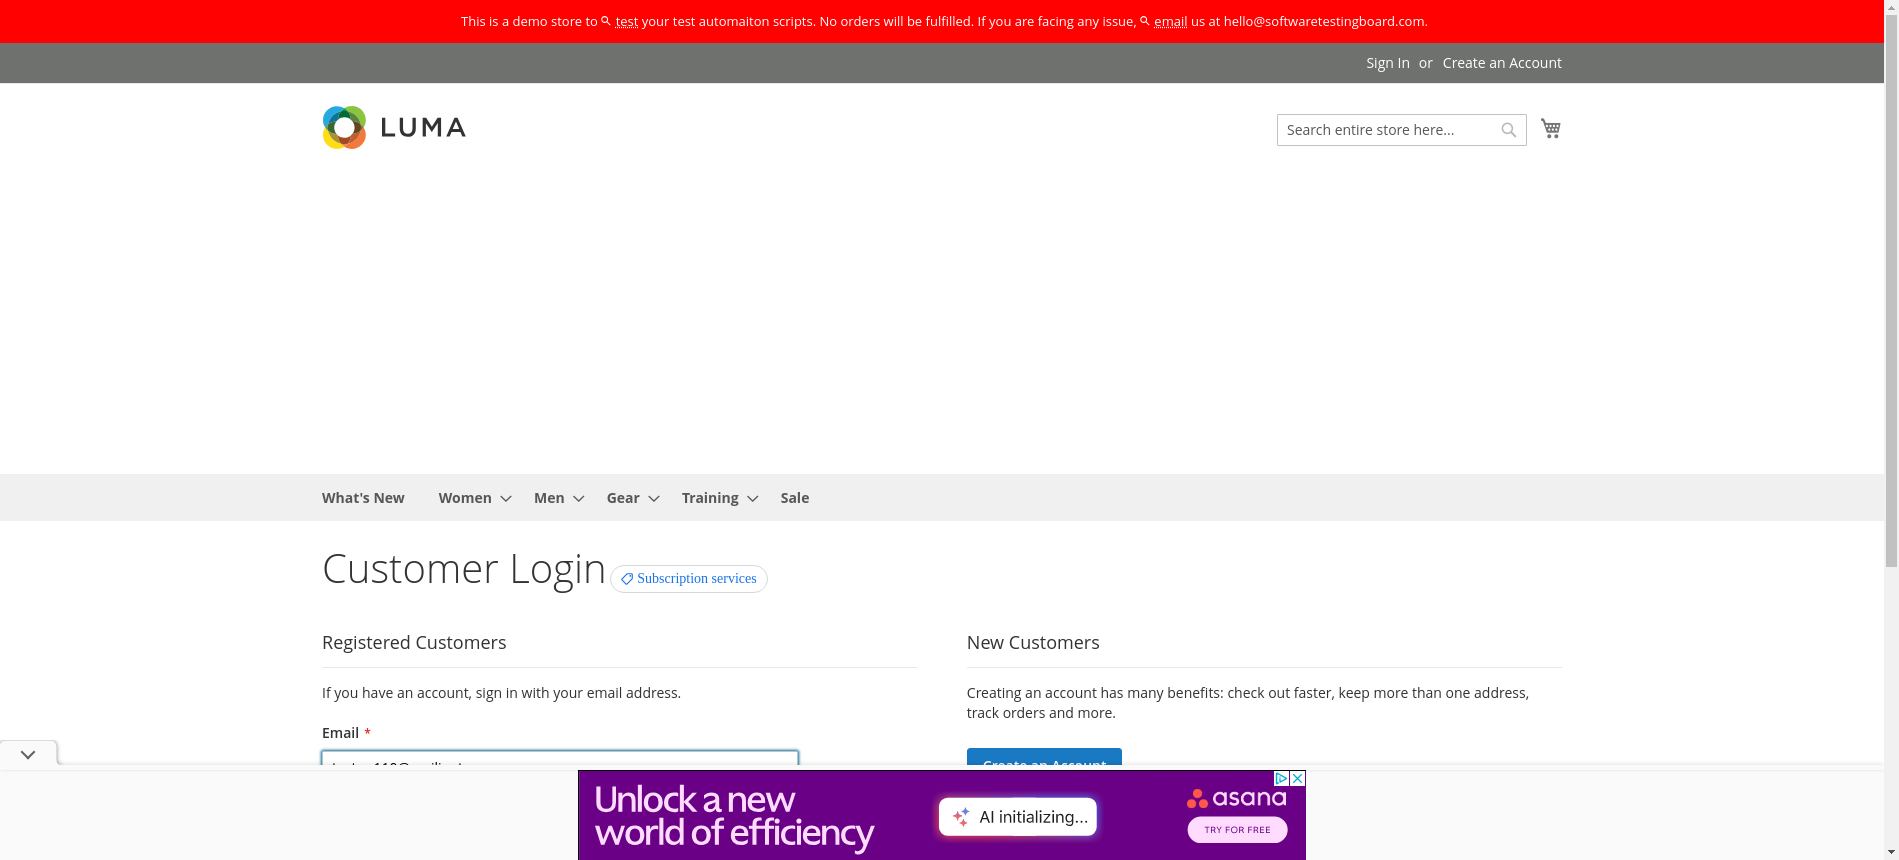 This is a demo store to test your test automaiton scripts. No orders will be fulfilled. If you are facing any issue, email us at hello@softwaretestingboard.com.
Sign In or Create an Account
LUMA
Search entire store here...
What's New Women Men Gear Training Sale
Customer Login
Subscription services
Registered Customers
If you have an account, sign in with your email address.
Email *
New Customers
Creating an account has many benefits: check out faster, keep more than one address,
track orders and more.
Create an Account
Unlock a new
world of efficiency
AI initializing...
asana
TRY FOR FREE